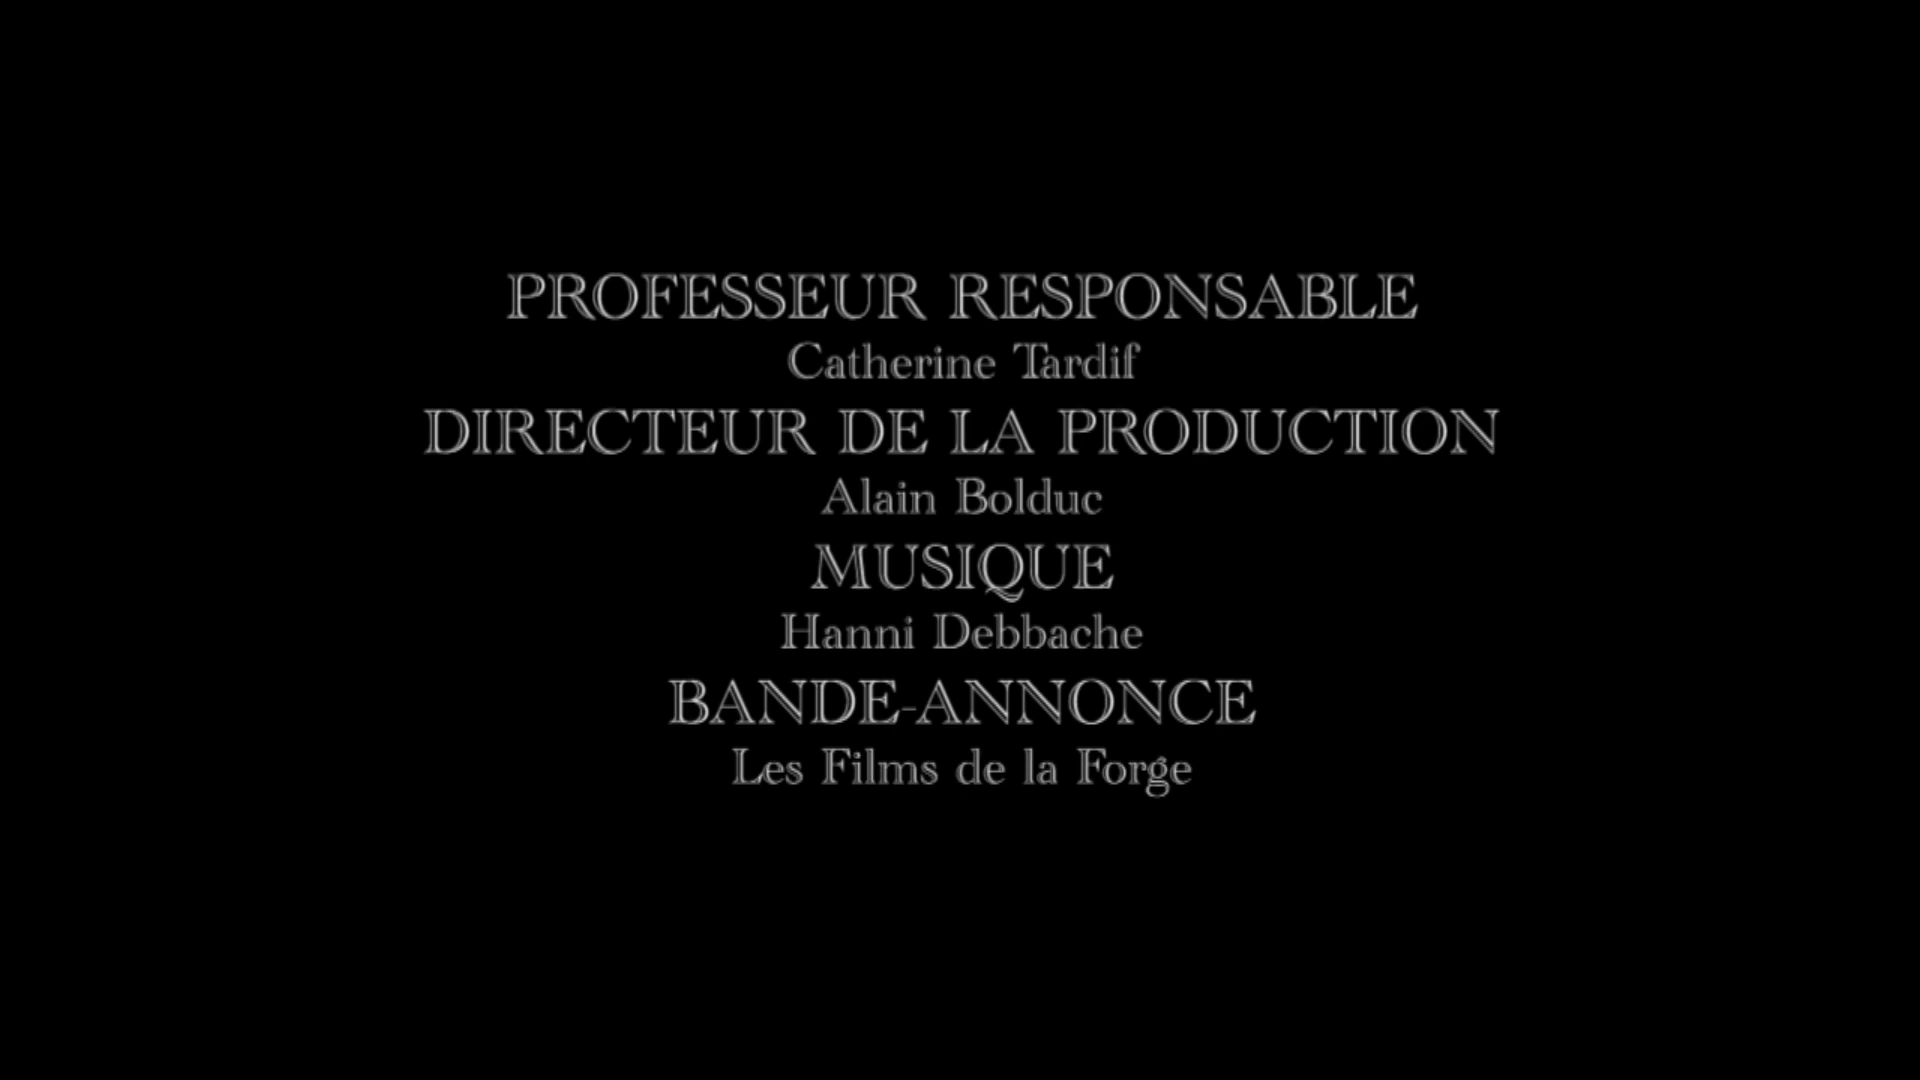 PROFESSEUR RESPONSABLE
Catherine Tardif
DIRECTEUR DE LA PRODUCTION
Alain Bolduc
MUSIQUE
Hanni Debbache
BANDE-ANNONCE
Les Films de la Forge